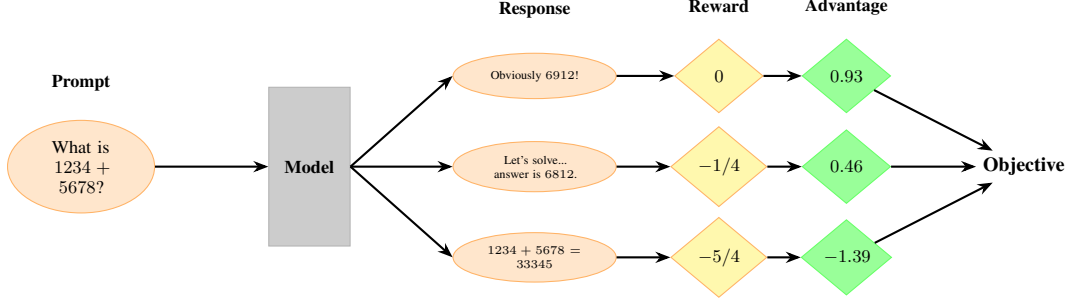 Response
Reward
Advantage
Prompt
What is
1234 +
5678?
Model
Obviously 6912!
0
0.93
Let's solve...
answer is 6812.
−1/4
0.46
1234 + 5678 =
33345
−5/4
−1.39
Objective